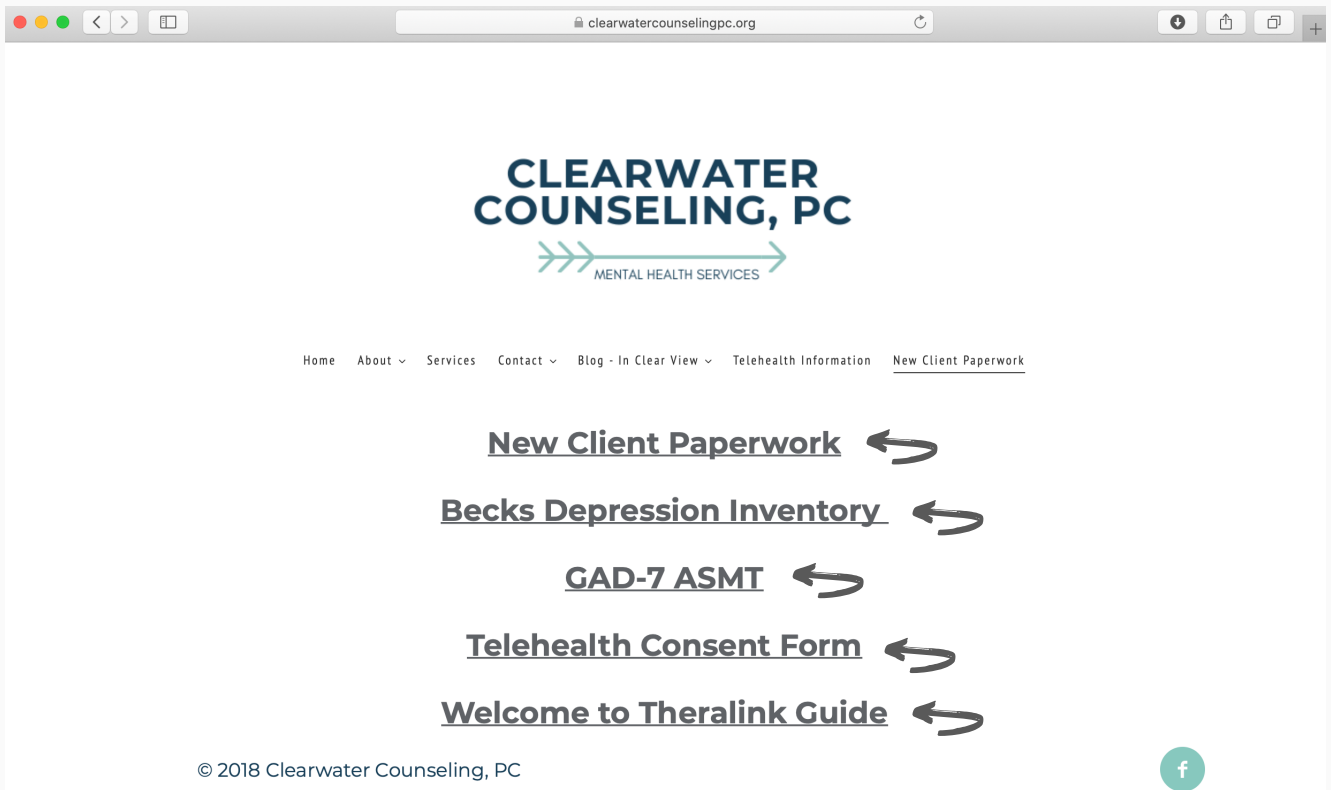 clearwatercounselingpc.org
CLEARWATER
COUNSELING, PC
MENTAL HEALTH SERVICES
Home About Services Contact Blog - In Clear View Telehealth Information New Client Paperwork
New Client Paperwork
Becks Depression Inventory
GAD-7 ASMT
Telehealth Consent Form
Welcome to Theralink Guide
© 2018 Clearwater Counseling, PC
f